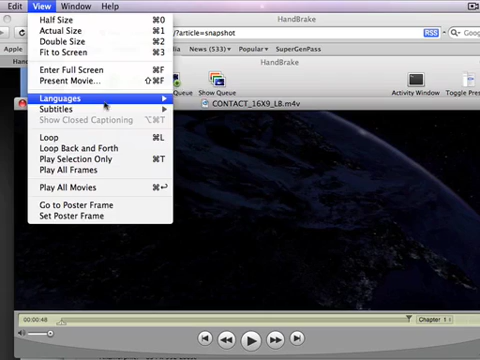 Edit View Window Help
Half Size ⌘0
Actual Size ⌘1
Double Size ⌘2
Fit to Screen ⌘3
Enter Full Screen ⌘F
Present Movie... ⇧⌘F
Languages
Subtitles
Show Closed Captioning ⌥⌘T
Loop ⌘L
Loop Back and Forth
Play Selection Only ⌘T
Play All Frames
Play All Movies
Go to Poster Frame
Set Poster Frame
HandBrake
/?article=snapshot RSS
Apple News (533) Popular SuperGenPass
HandBrake
Show Queue Activity Window Toggle Pres
CONTACT_16X9_LB.m4v
00:00:48 Chapter 1